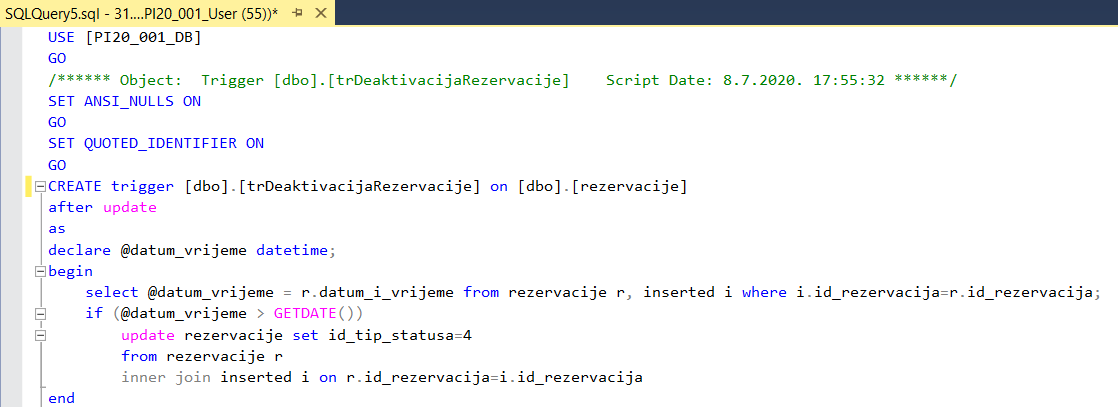 SQLQuery5.sql - 31....PI20_001_User (55))*
USE [PI20_001_DB]
GO
/****** Object:  Trigger [dbo].[trDeaktivacijaRezervacije]    Script Date: 8.7.2020. 17:55:32 ******/
SET ANSI_NULLS ON
GO
SET QUOTED_IDENTIFIER ON
GO
CREATE trigger [dbo].[trDeaktivacijaRezervacije] on [dbo].[rezervacije]
after update
as
declare @datum_vrijeme datetime;
begin
    select @datum_vrijeme = r.datum_i_vrijeme from rezervacije r, inserted i where i.id_rezervacija=r.id_rezervacija;
    if (@datum_vrijeme > GETDATE())
        update rezervacije set id_tip_statusa=4
        from rezervacije r
        inner join inserted i on r.id_rezervacija=i.id_rezervacija
end